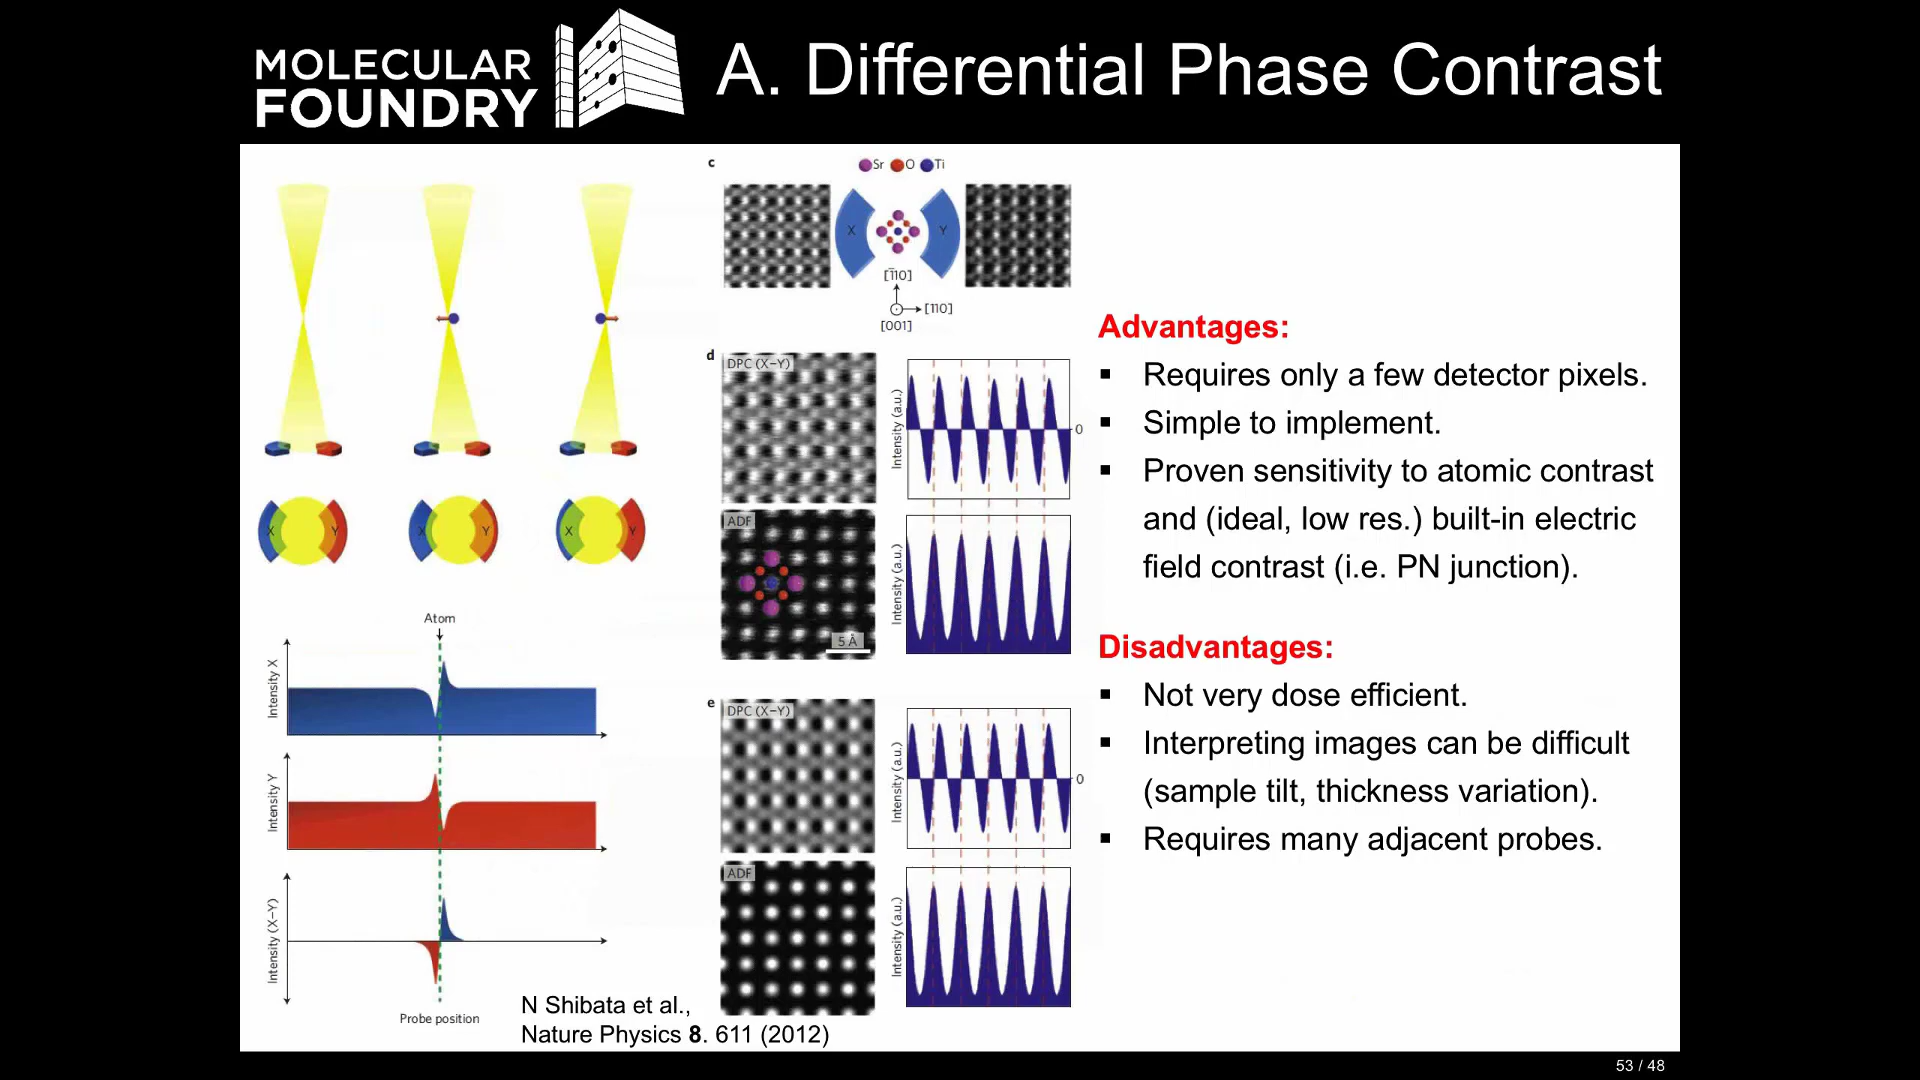 MOLECULAR
FOUNDRY
A. Differential Phase Contrast
X Y
X Y
X Y
Atom
Intensity X
Intensity Y
Intensity (X–Y)
Probe position
N Shibata et al.,
Nature Physics 8. 611 (2012)
c
Sr O Ti
X Y
[1̄10]
[110]
[001]
d
DPC (X–Y)
Intensity (a.u.)
0
ADF
5 Å
Intensity (a.u.)
e
DPC (X–Y)
Intensity (a.u.)
0
ADF
Intensity (a.u.)
Advantages:
▪ Requires only a few detector pixels.
▪ Simple to implement.
▪ Proven sensitivity to atomic contrast
and (ideal, low res.) built-in electric
field contrast (i.e. PN junction).
Disadvantages:
▪ Not very dose efficient.
▪ Interpreting images can be difficult
(sample tilt, thickness variation).
▪ Requires many adjacent probes.
53 / 48